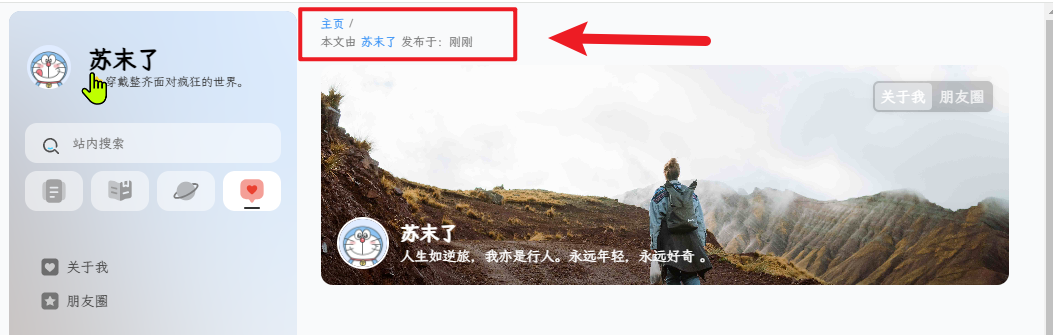 苏末了
穿戴整齐面对疯狂的世界。
站内搜索
关于我
朋友圈
主页 /
本文由 苏末了 发布于：刚刚
关于我 朋友圈
苏末了
人生如逆旅，我亦是行人。永远年轻，永远好奇 。